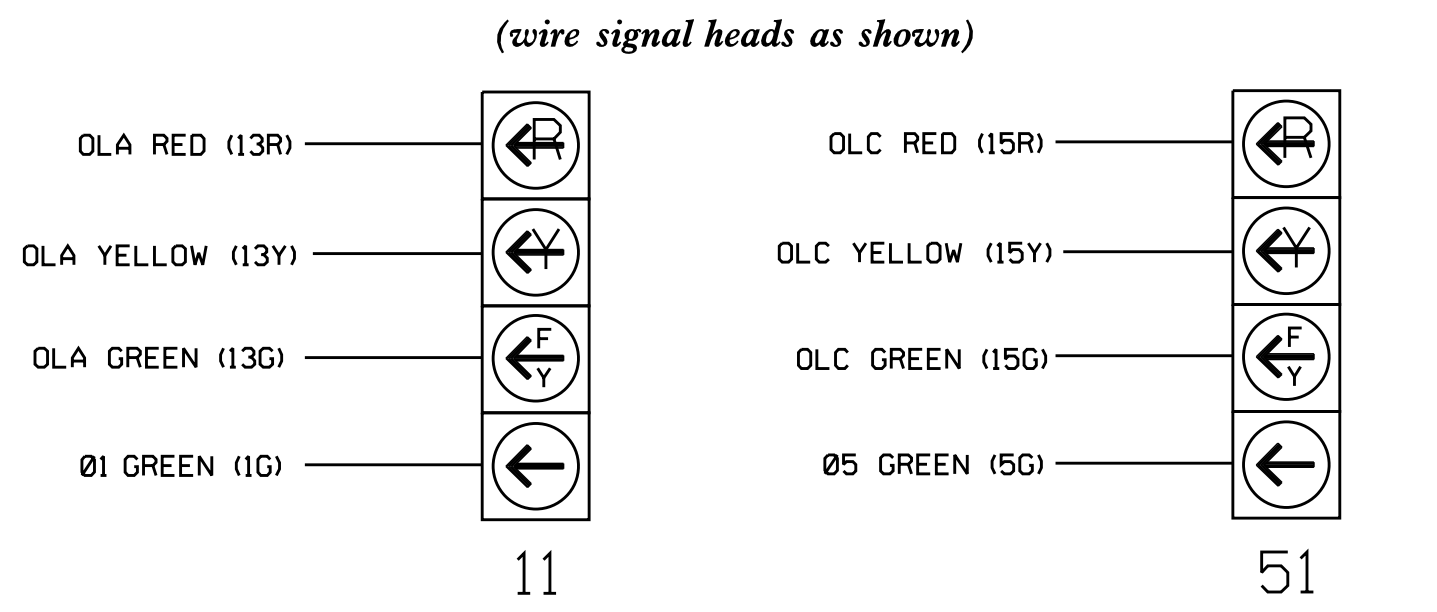 (wire signal heads as shown)
OLA RED (13R)
R
OLA YELLOW (13Y)
Y
OLA GREEN (13G)
F
Y
Ø1 GREEN (1G)
11
OLC RED (15R)
R
OLC YELLOW (15Y)
Y
OLC GREEN (15G)
F
Y
Ø5 GREEN (5G)
51